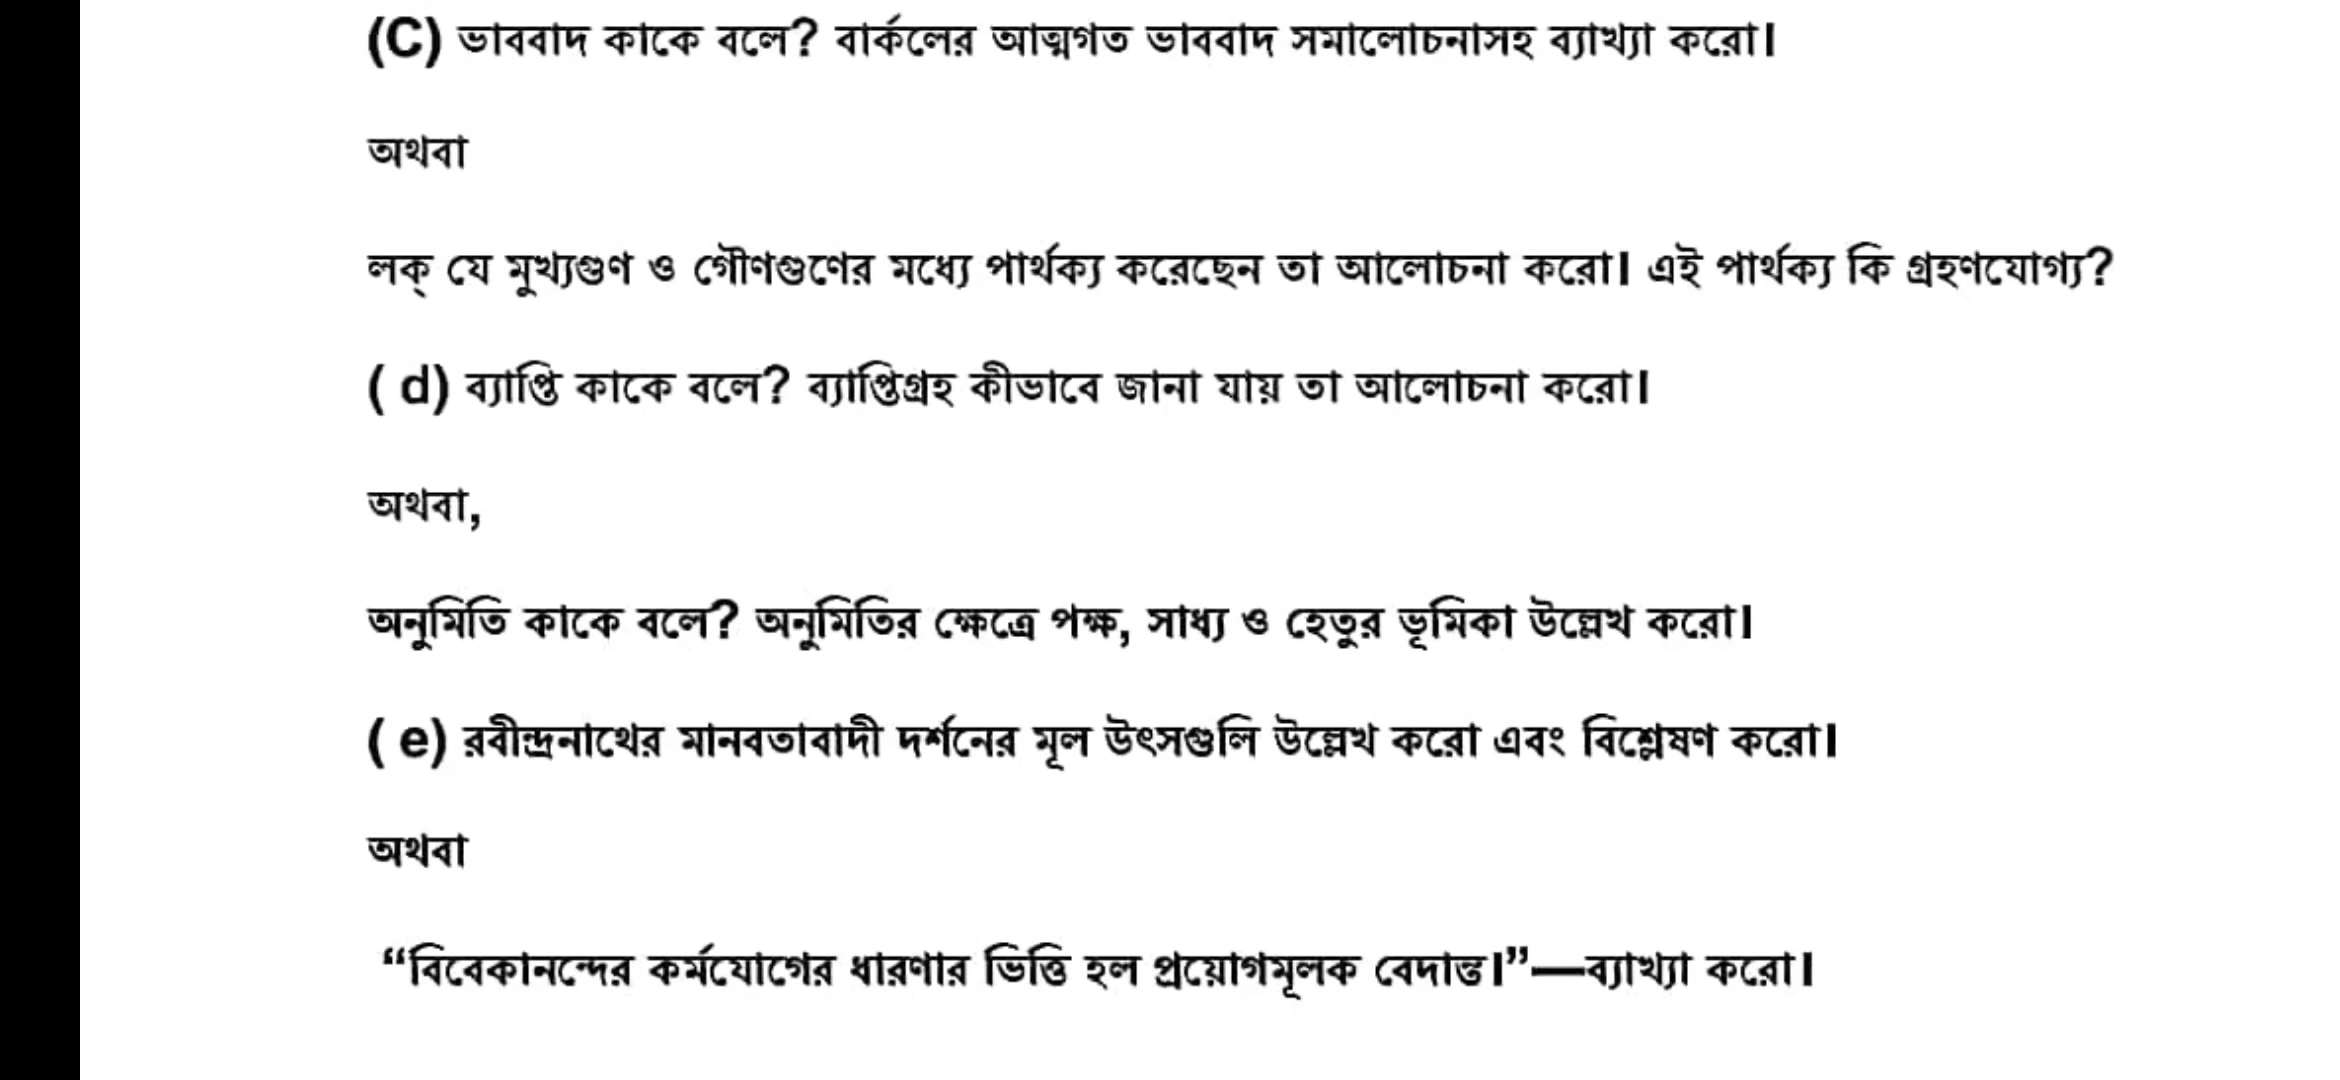 (C) ভাববাদ কাকে বলে? বার্কলের আত্মগত ভাববাদ সমালোচনাসহ ব্যাখ্যা করো।
অথবা
লক্ যে মুখ্যগুণ ও গৌণগুণের মধ্যে পার্থক্য করেছেন তা আলোচনা করো। এই পার্থক্য কি গ্রহণযোগ্য?
( d) ব্যাপ্তি কাকে বলে? ব্যাপ্তিগ্রহ কীভাবে জানা যায় তা আলোচনা করো।
অথবা,
অনুমিতি কাকে বলে? অনুমিতির ক্ষেত্রে পক্ষ, সাধ্য ও হেতুর ভূমিকা উল্লেখ করো।
( e) রবীন্দ্রনাথের মানবতাবাদী দর্শনের মূল উৎসগুলি উল্লেখ করো এবং বিশ্লেষণ করো।
অথবা
“বিবেকানন্দের কর্মযোগের ধারণার ভিত্তি হল প্রয়োগমূলক বেদান্ত।”—ব্যাখ্যা করো।